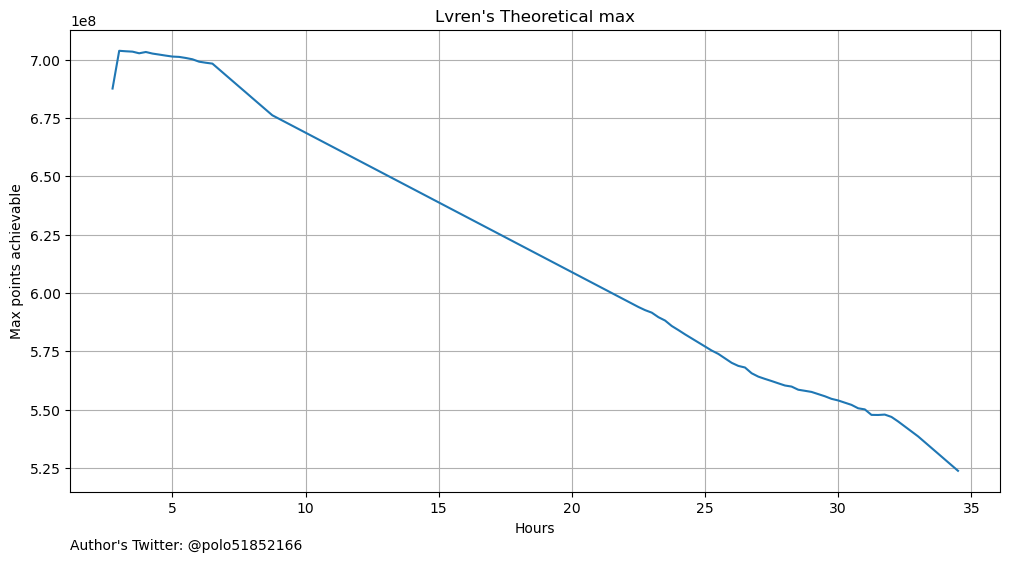 Lvren's Theoretical max
1e8
7.00
6.75
6.50
6.25
6.00
5.75
5.50
5.25
Max points achievable
5 10 15 20 25 30 35
Hours
Author's Twitter: @polo51852166